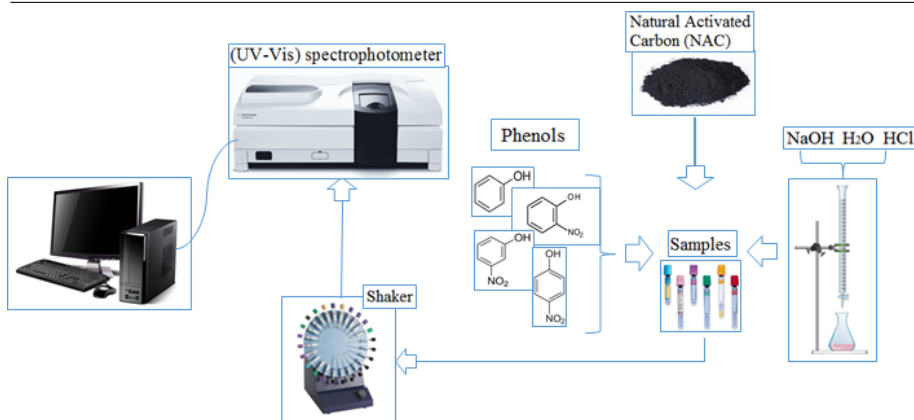 Natural Activated
Carbon (NAC)
(UV-Vis) spectrophotometer
Phenols
NaOH H₂O HCl
OH
OH
NO₂
OH
NO₂
OH
NO₂
Samples
Shaker